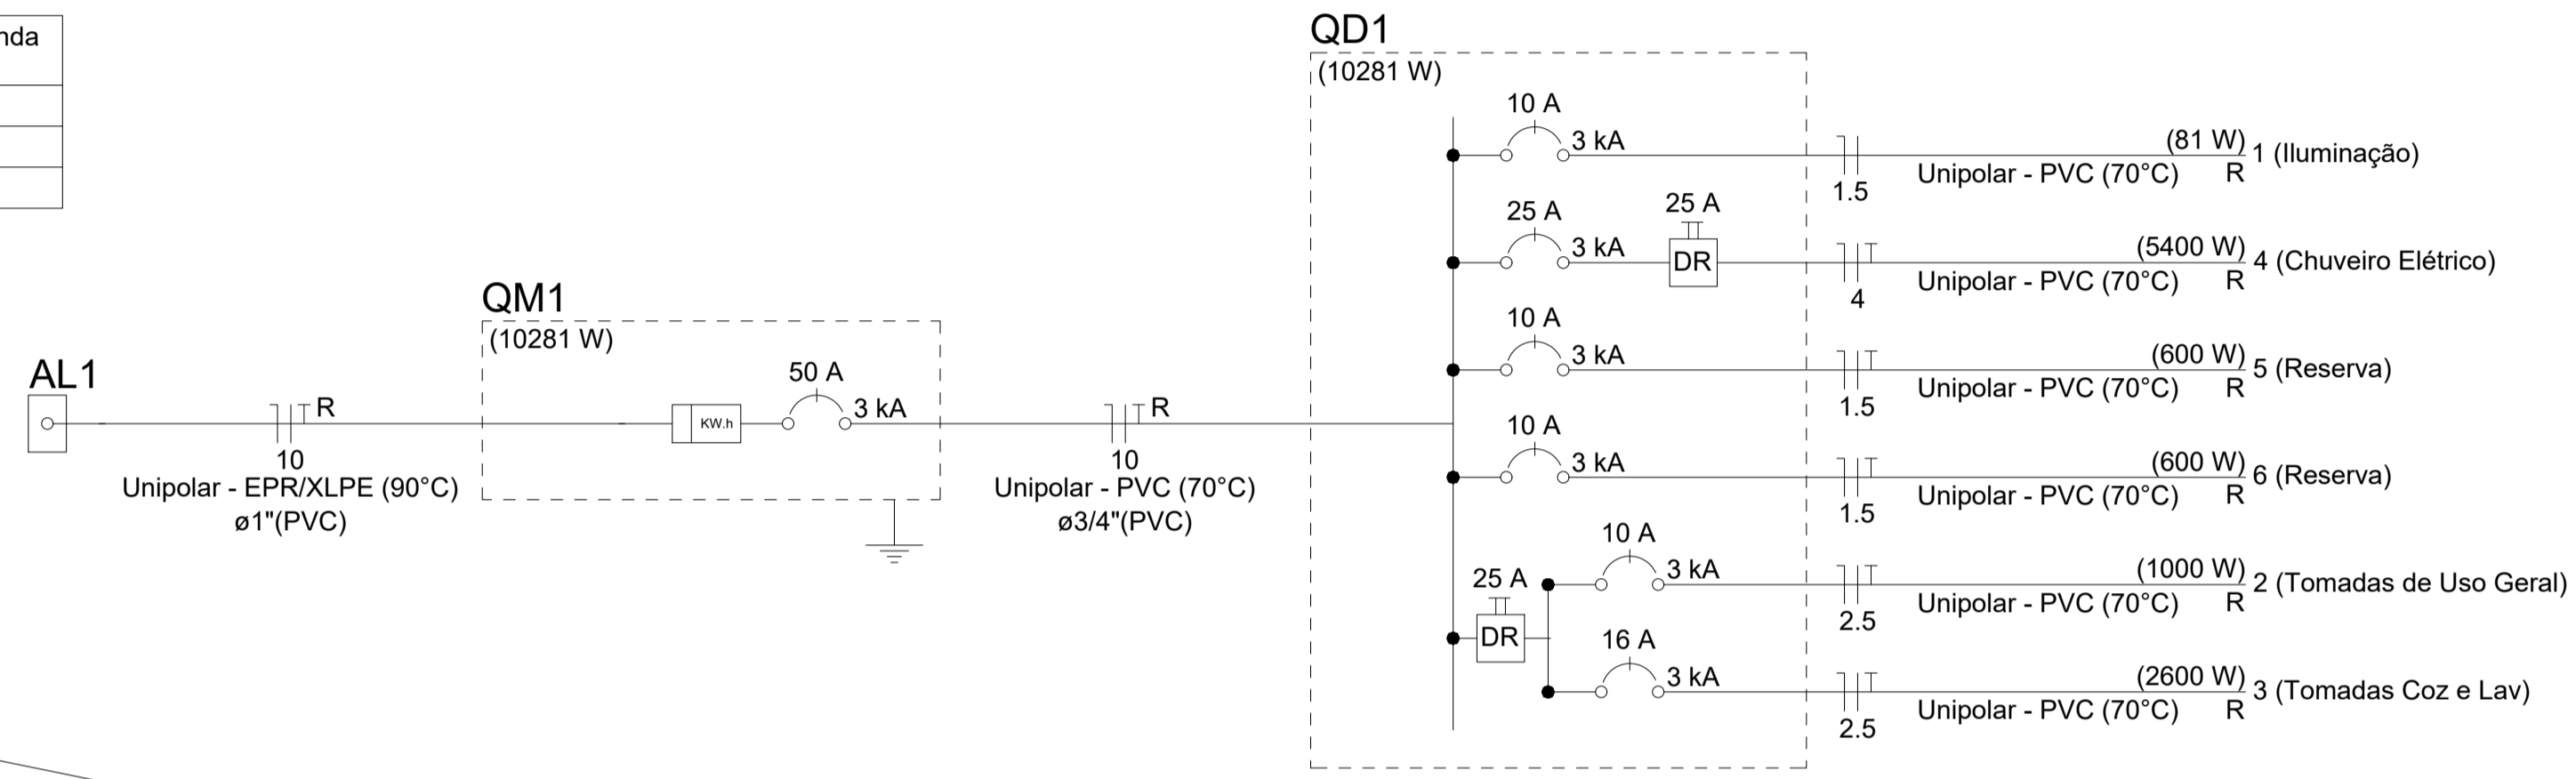 nda
QD1
(10281 W)
10 A
3 kA
1.5
(81 W)
Unipolar - PVC (70°C)
R
1 (Iluminação)
25 A
3 kA
25 A
DR
4
(5400 W)
Unipolar - PVC (70°C)
R
4 (Chuveiro Elétrico)
10 A
3 kA
1.5
(600 W)
Unipolar - PVC (70°C)
R
5 (Reserva)
10 A
3 kA
1.5
(600 W)
Unipolar - PVC (70°C)
R
6 (Reserva)
25 A
DR
10 A
3 kA
2.5
(1000 W)
Unipolar - PVC (70°C)
R
2 (Tomadas de Uso Geral)
16 A
3 kA
2.5
(2600 W)
Unipolar - PVC (70°C)
R
3 (Tomadas Coz e Lav)
QM1
(10281 W)
KW.h
50 A
3 kA
AL1
R
10
Unipolar - EPR/XLPE (90°C)
ø1"(PVC)
R
10
Unipolar - PVC (70°C)
ø3/4"(PVC)